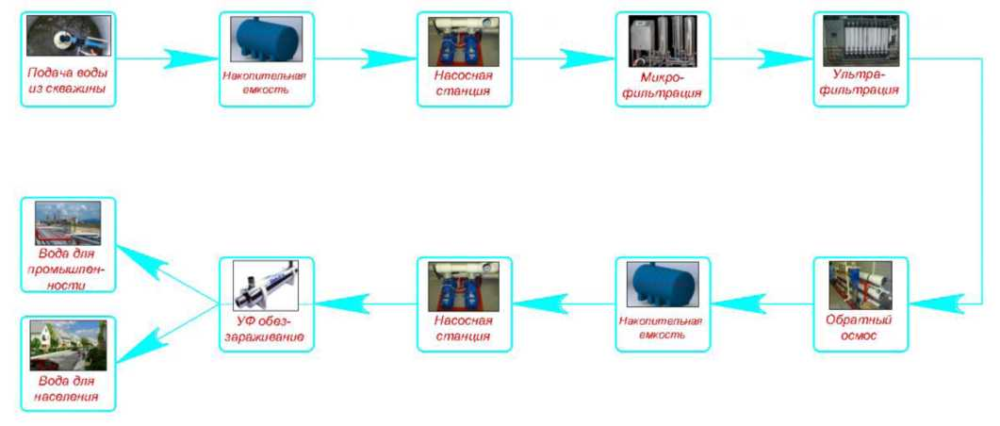 Подача воды
из скважины
Накопительная
емкость
Насосная
станция
Микро-
фильтрация
Ультра-
фильтрация
Обратный
осмос
Накопительная
емкость
Насосная
станция
УФ обез-
зараживание
Вода для
промышлен-
ности
Вода для
населения